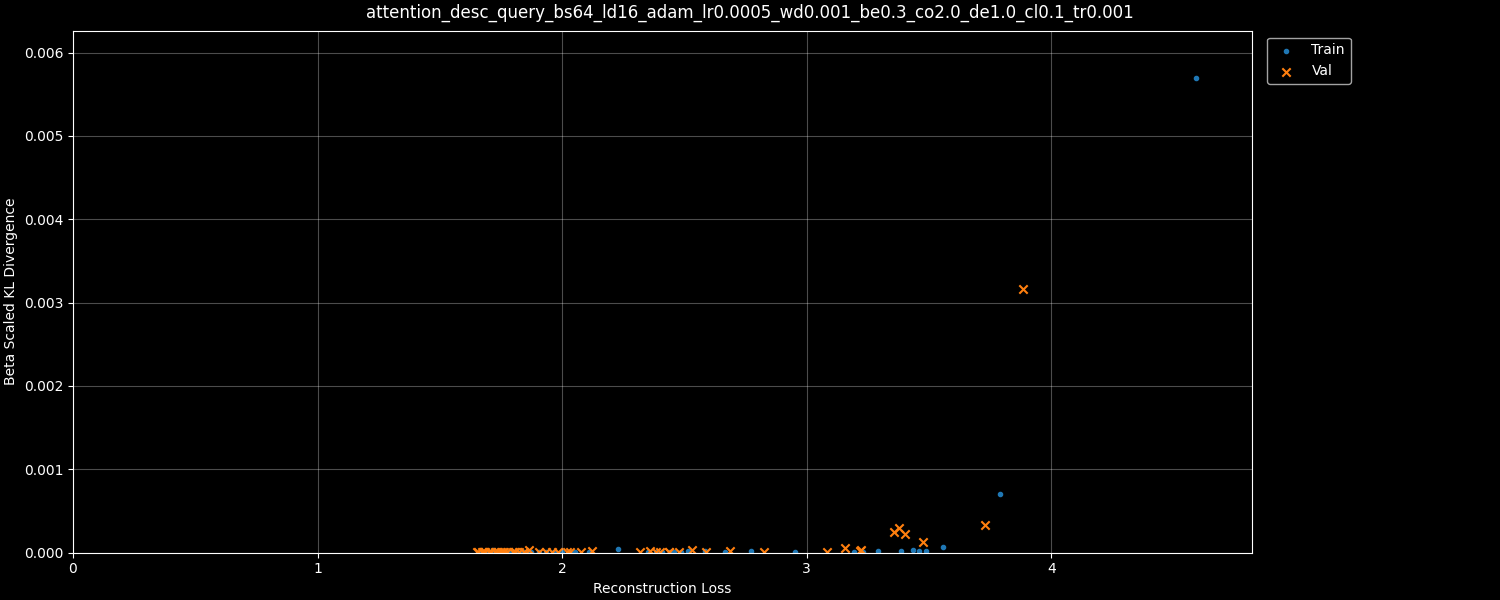 attention_desc_query_bs64_ld16_adam_lr0.0005_wd0.001_be0.3_co2.0_de1.0_cl0.1_tr0.001
Train
Val
0.006
0.005
0.004
0.003
0.002
0.001
0.000
Beta Scaled KL Divergence
0
1
2
3
4
Reconstruction Loss